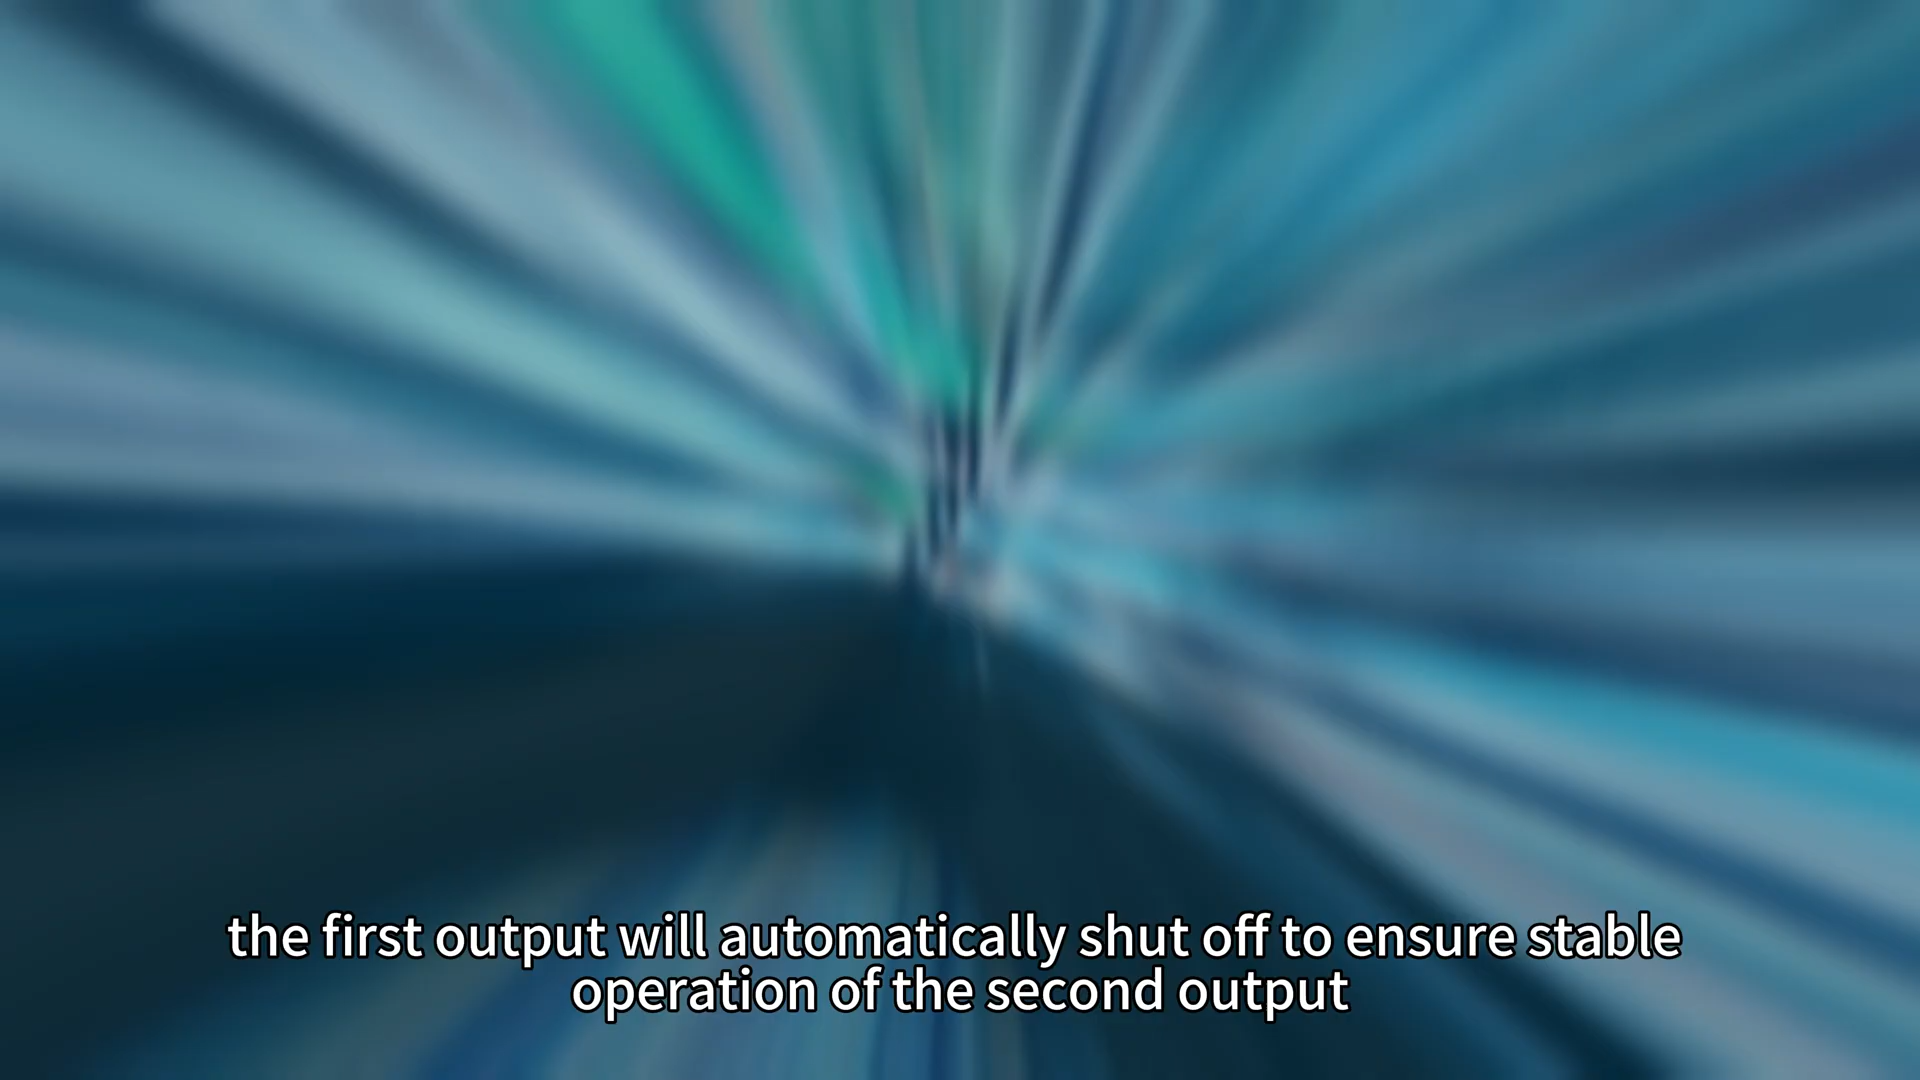 the first output will automatically shut off to ensure stable
operation of the second output